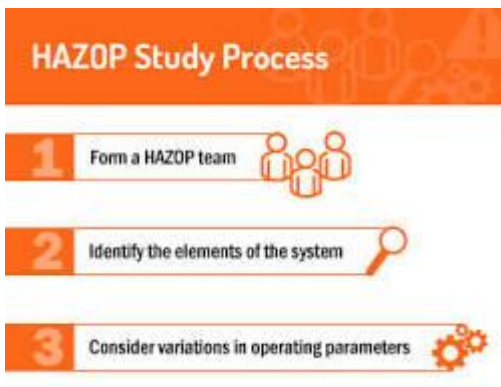 HAZOP Study Process
1 Form a HAZOP team
2 Identify the elements of the system
3 Consider variations in operating parameters